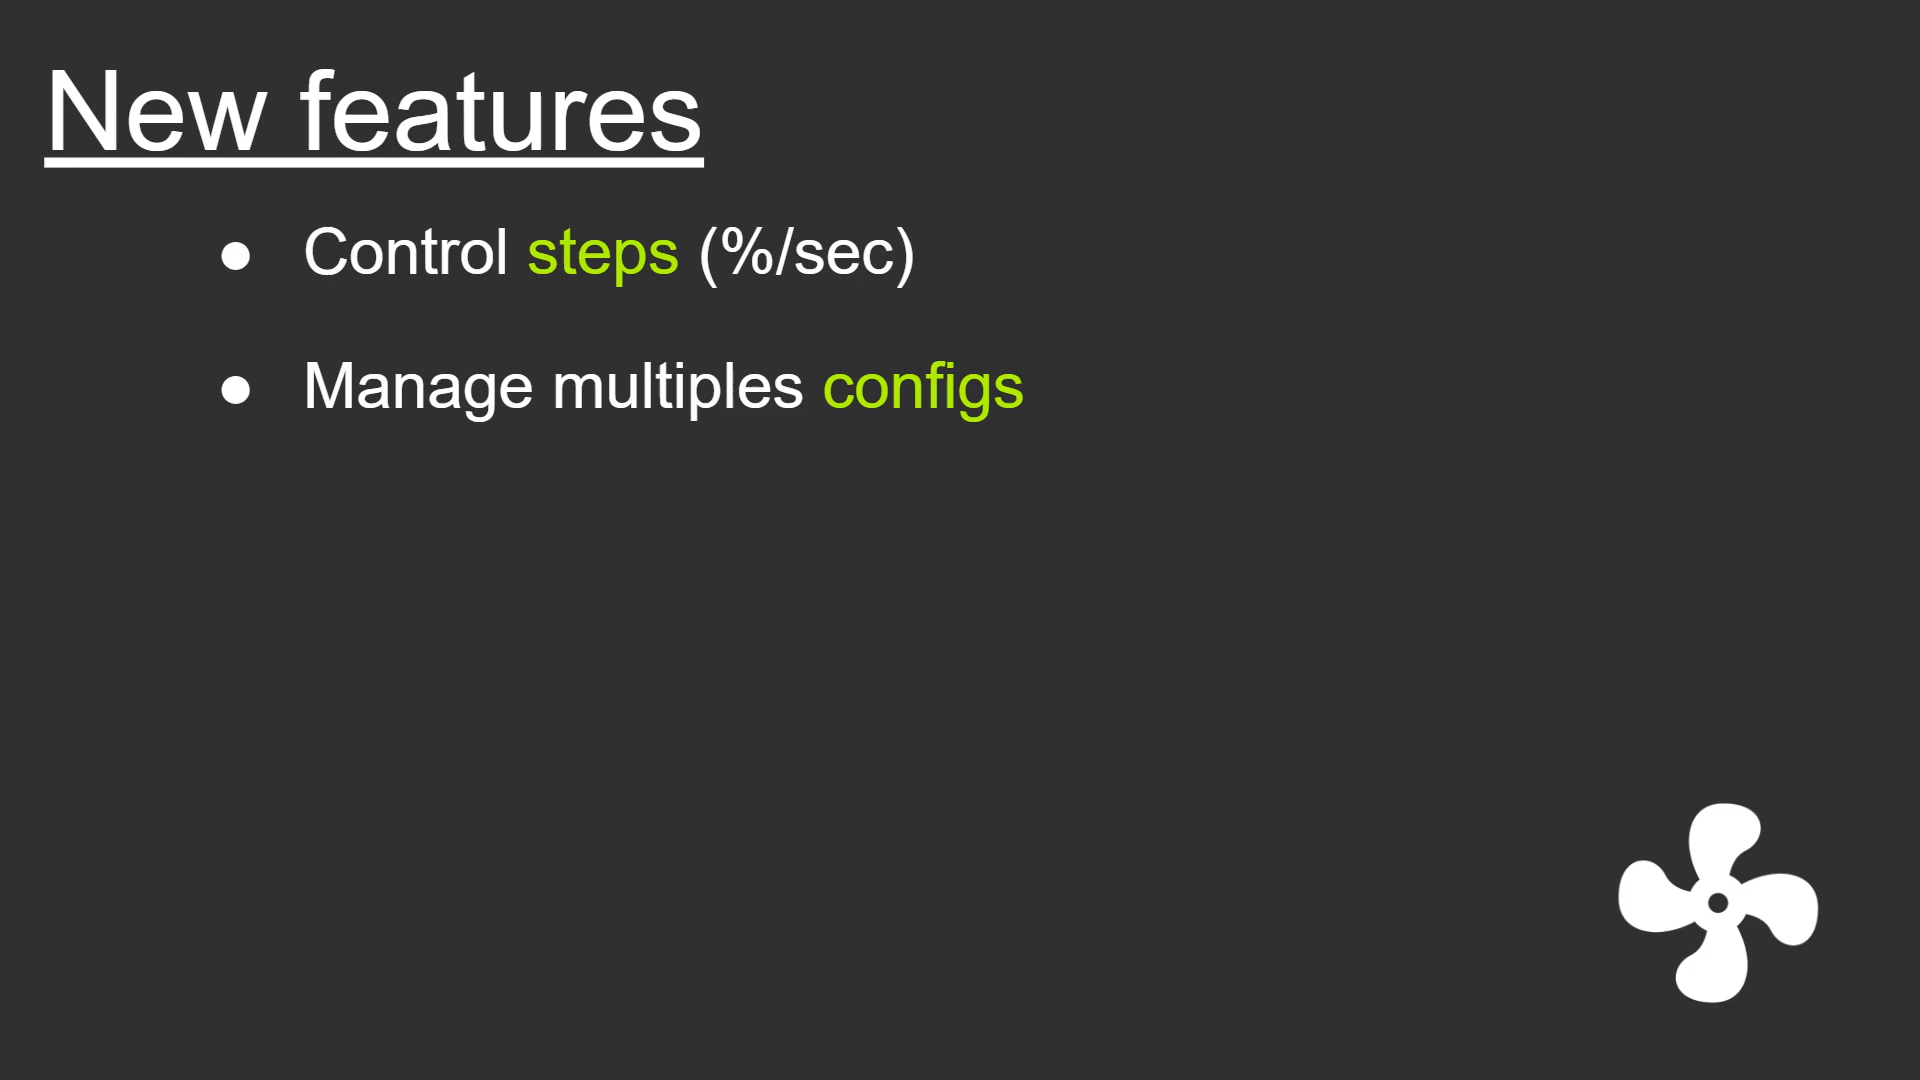 New features
● Control steps (%/sec)
● Manage multiples configs